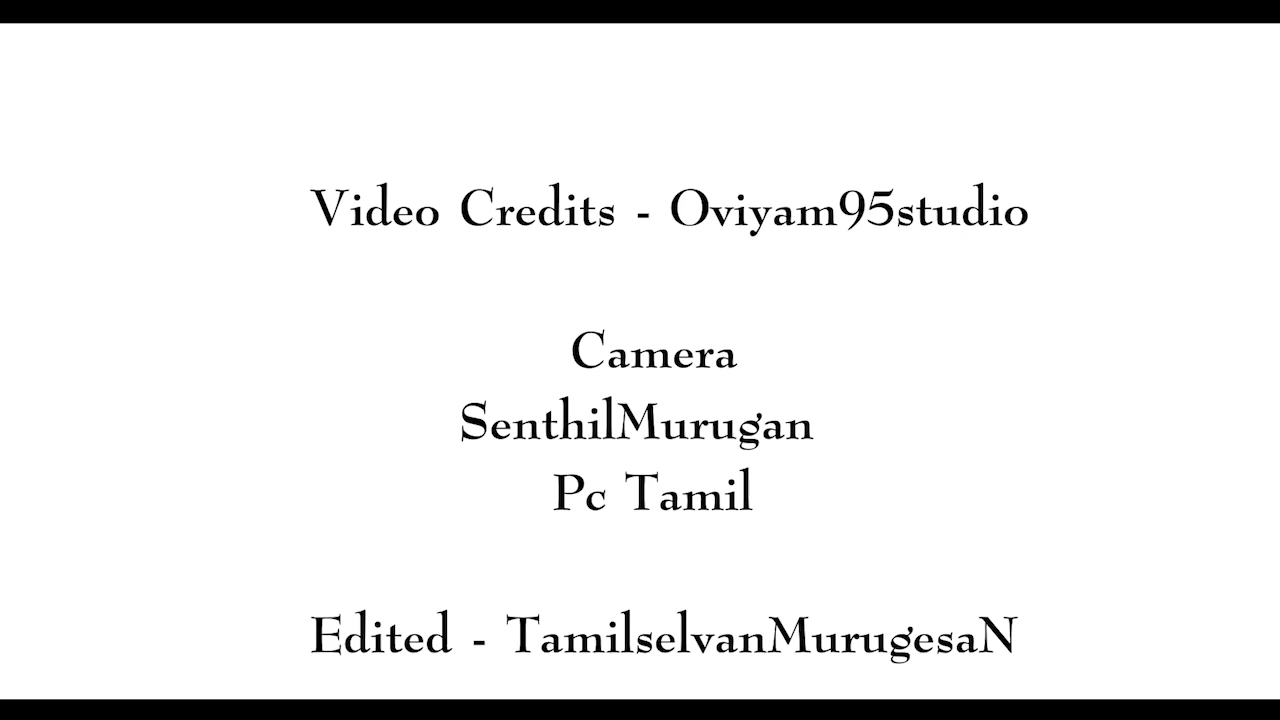 Video Credits - Oviyam95studio
Camera
SenthilMurugan
Pc Tamil
Edited - TamilselvanMurugesaN